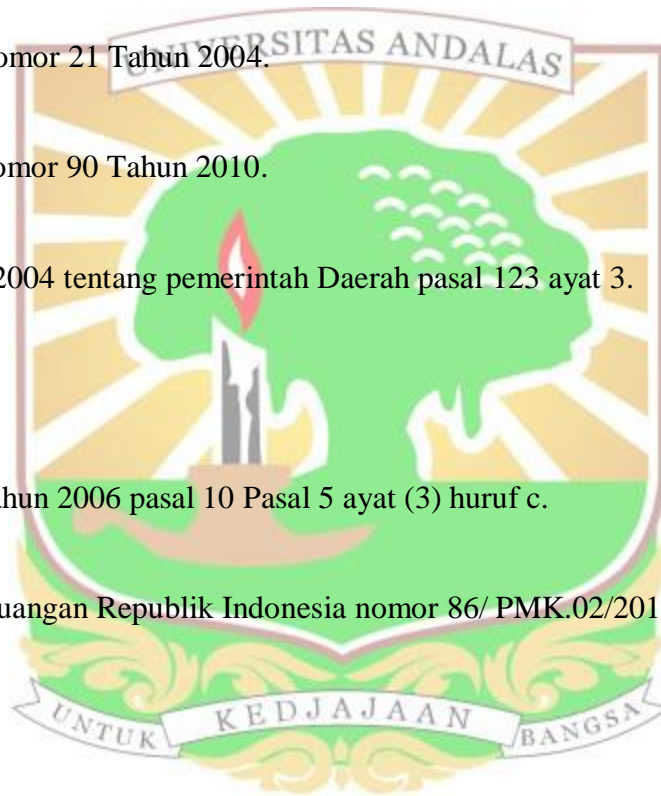 UNIVERSITAS ANDALAS
omor 21 Tahun 2004.
omor 90 Tahun 2010.
2004 tentang pemerintah Daerah pasal 123 ayat 3.
ahun 2006 pasal 10 Pasal 5 ayat (3) huruf c.
uangan Republik Indonesia nomor 86/ PMK.02/201
UNTUK KEDJAJAAN BANGSA